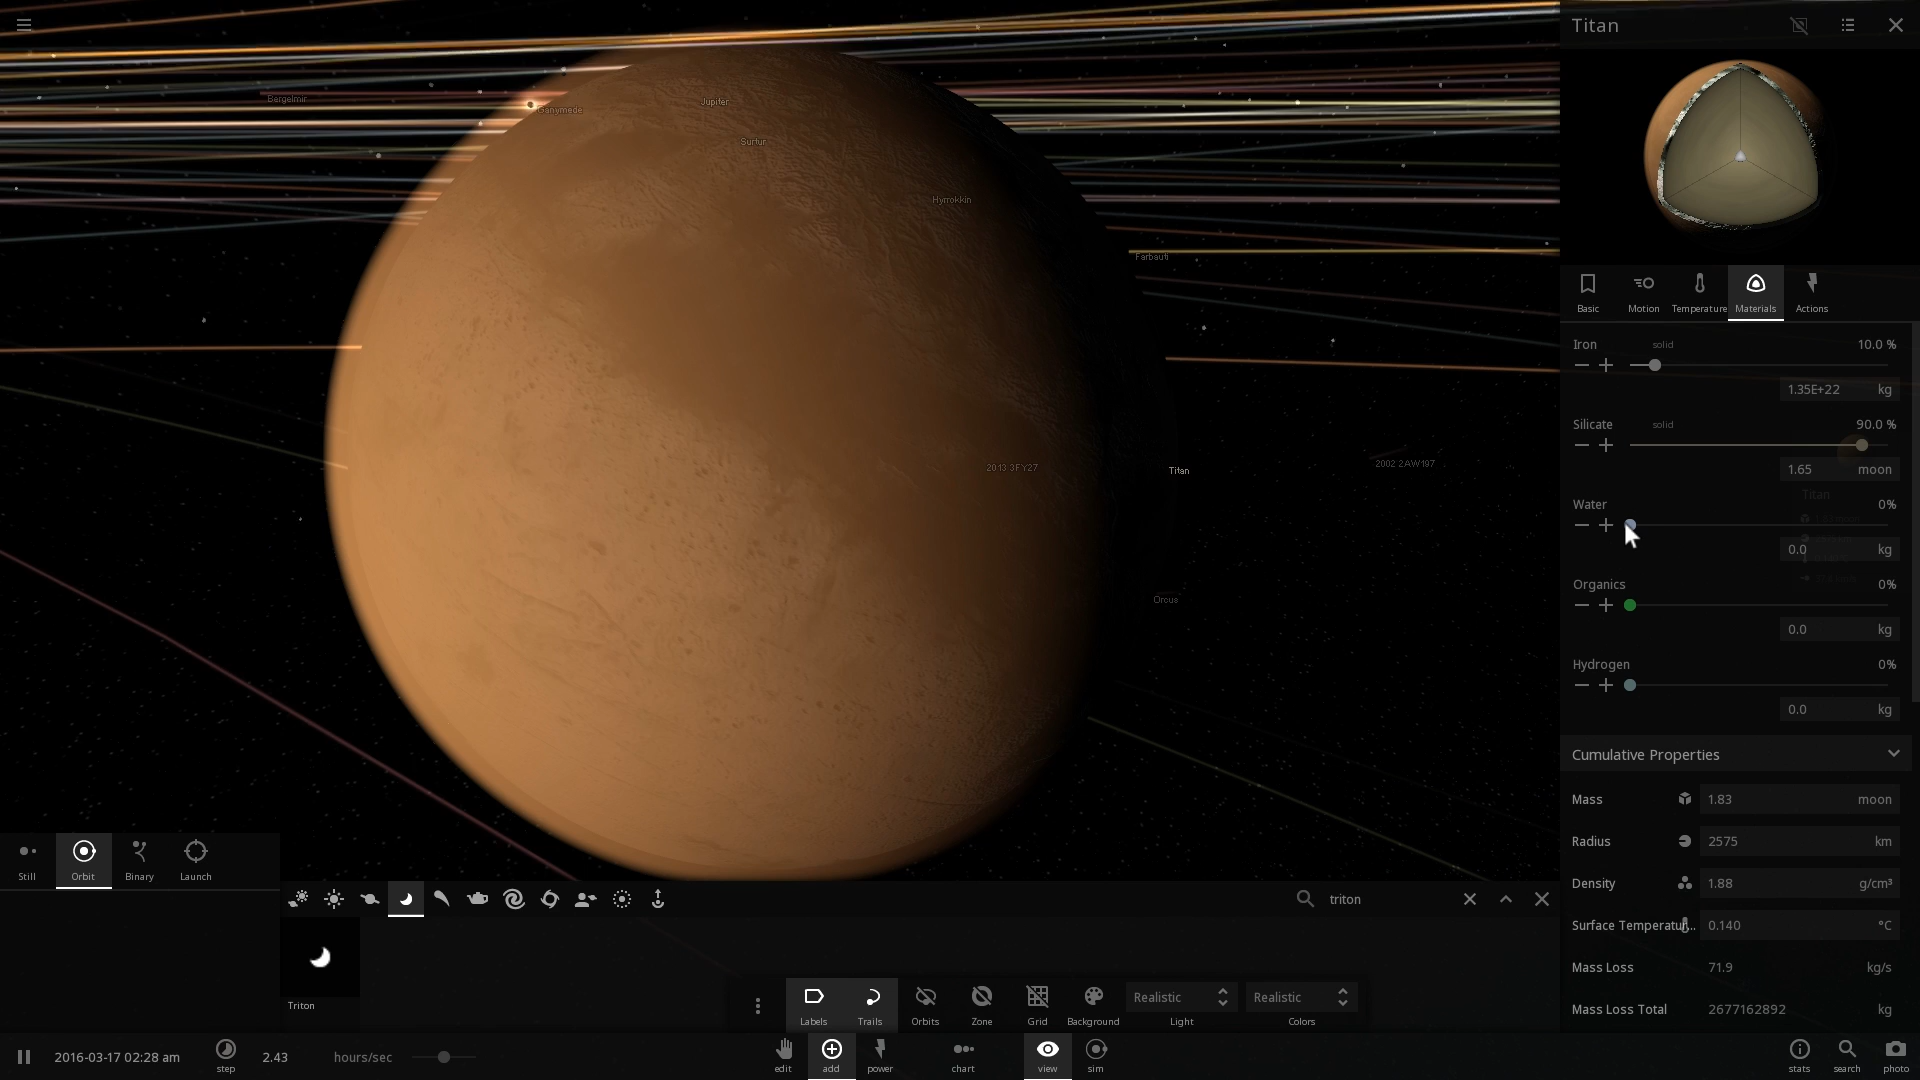 Titan
Bergelmir
Ganymede
Jupiter
Surtur
Hyrrokkin
Farbauti
2013 3FY27
Titan
2002 2AW197
Orcus
Basic
Motion
Temperature
Materials
Actions
Iron solid 10.0 %
1.35E+22 kg
Silicate solid 90.0 %
1.65 moon
Titan
Water 0%
0.0 kg
Organics 0%
0.0 kg
Hydrogen 0%
0.0 kg
Cumulative Properties
Mass 1.83 moon
Radius 2575 km
Density 1.88 g/cm³
Surface Temperatur... 0.140 °C
Mass Loss 71.9 kg/s
Mass Loss Total 2677162892 kg
Still
Orbit
Binary
Launch
triton
Triton
Labels
Trails
Orbits
Zone
Grid
Background
Realistic
Light
Realistic
Colors
2016-03-17 02:28 am
step
2.43 hours/sec
edit
add
power
chart
view
sim
stats
search
photo